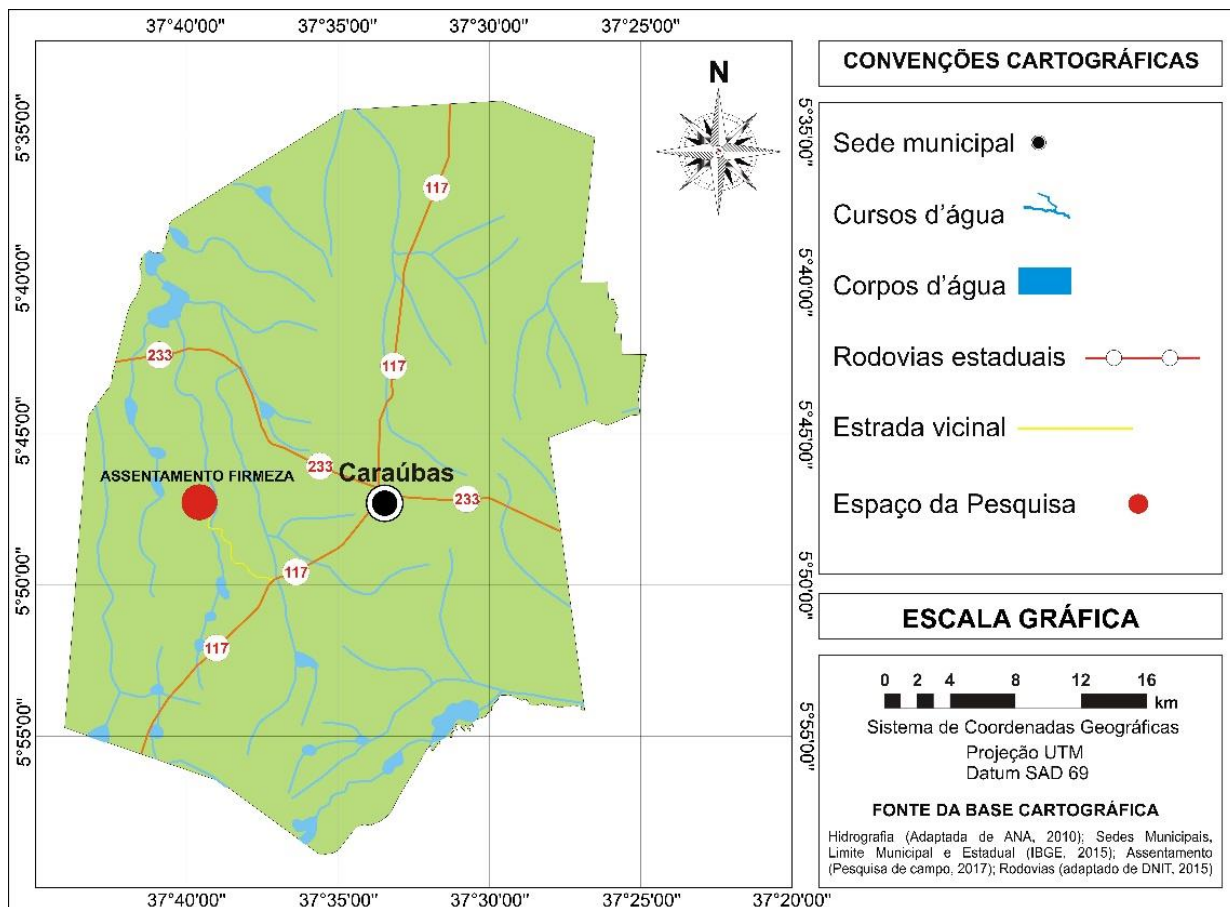 37°40'00" 37°35'00" 37°30'00" 37°25'00"
5°35'00"
5°40'00"
5°45'00"
5°50'00"
5°55'00"
N
117
117
233
233
Caraúbas
ASSENTAMENTO FIRMEZA
233
117
117
5°35'00"
5°40'00"
5°45'00"
5°50'00"
5°55'00"
37°40'00" 37°35'00" 37°30'00" 37°25'00" 37°20'00"
CONVENÇÕES CARTOGRÁFICAS
Sede municipal
Cursos d'água
Corpos d'água
Rodovias estaduais
Estrada vicinal
Espaço da Pesquisa
ESCALA GRÁFICA
0 2 4 8 12 16
km
Sistema de Coordenadas Geográficas
Projeção UTM
Datum SAD 69
FONTE DA BASE CARTOGRÁFICA
Hidrografia (Adaptada de ANA, 2010); Sedes Municipais,
Limite Municipal e Estadual (IBGE, 2015); Assentamento
(Pesquisa de campo, 2017); Rodovias (adaptado de DNIT, 2015)